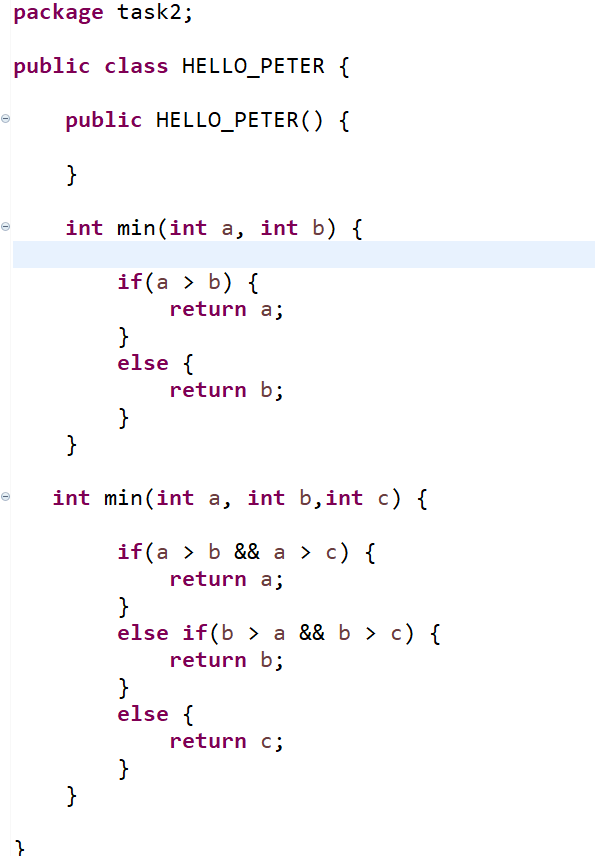 package task2;
public class HELLO_PETER {
public HELLO_PETER() {
}
int min(int a, int b) {
if(a > b) {
return a;
}
else {
return b;
}
}
int min(int a, int b,int c) {
if(a > b && a > c) {
return a;
}
else if(b > a && b > c) {
return b;
}
else {
return c;
}
}
}